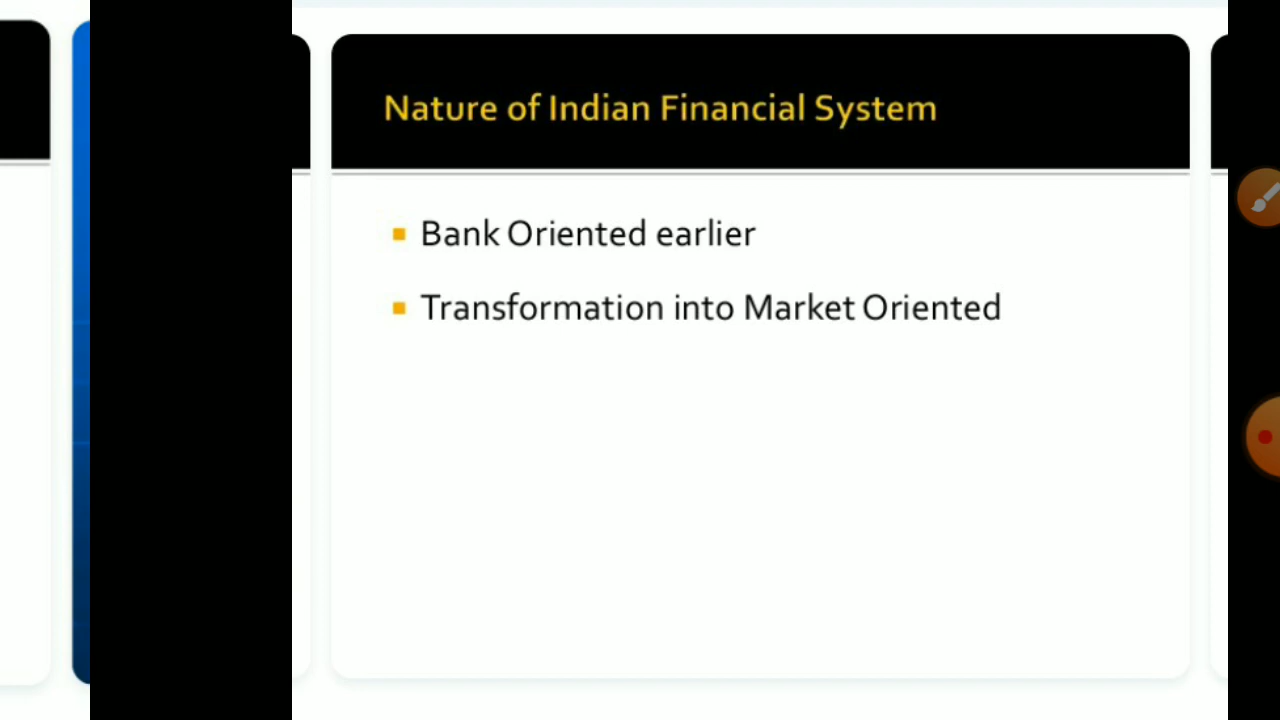 Nature of Indian Financial System
Bank Oriented earlier
Transformation into Market Oriented